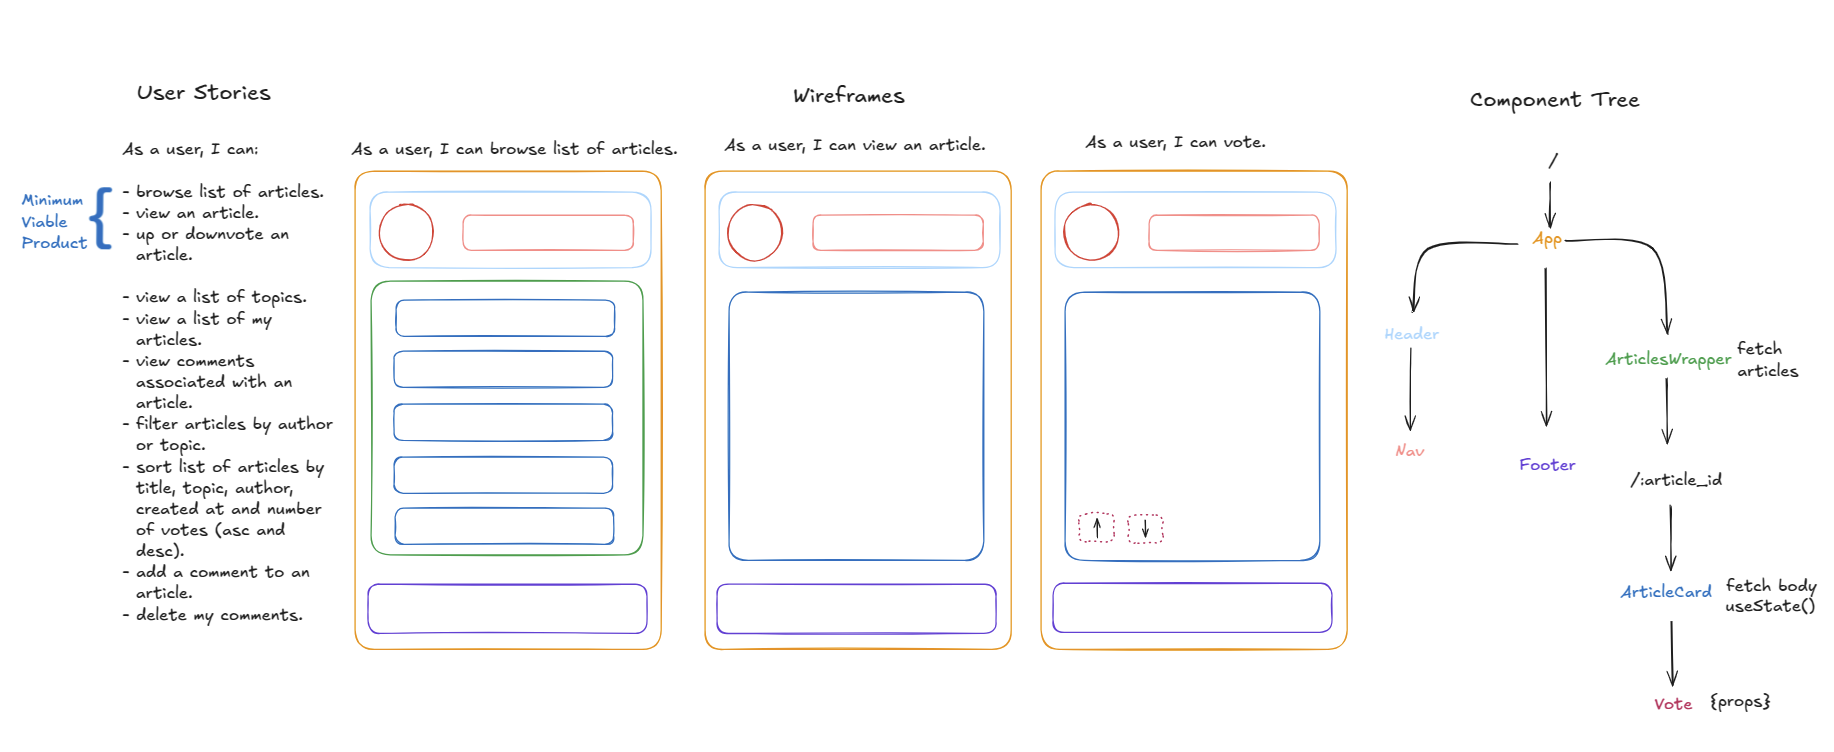 User Stories
As a user, I can:
Minimum
Viable
Product
- browse list of articles.
- view an article.
- up or downvote an
article.
- view a list of topics.
- view a list of my
articles.
- view comments
associated with an
article.
- filter articles by author
or topic.
- sort list of articles by
title, topic, author,
created at and number
of votes (asc and
desc).
- add a comment to an
article.
- delete my comments.
Wireframes
As a user, I can browse list of articles.
As a user, I can view an article.
As a user, I can vote.
Component Tree
/
App
Header
Nav
Footer
ArticlesWrapper
fetch
articles
/:article_id
ArticleCard
fetch body
useState()
Vote
{props}